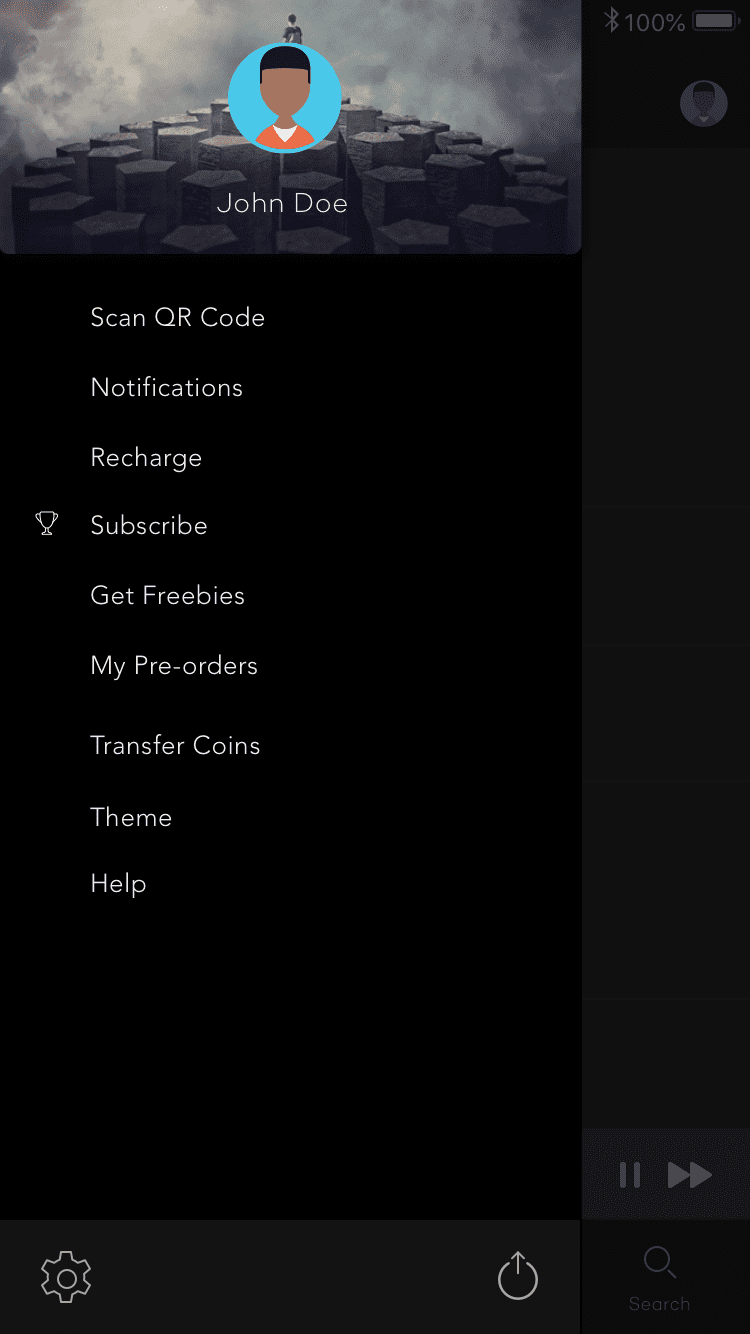 100%
John Doe
Scan QR Code
Notifications
Recharge
Subscribe
Get Freebies
My Pre-orders
Transfer Coins
Theme
Help
Search